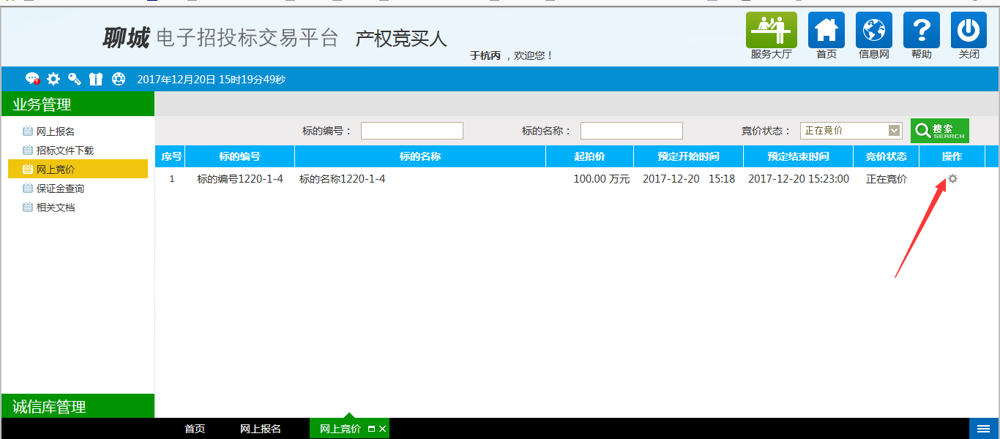 聊城 电子招投标交易平台 产权竞买人
于杭丙 ，欢迎您！
服务大厅 首页 信息网 帮助 关闭
2017年12月20日 15时19分49秒
业务管理
网上报名
招标文件下载
网上竞价
保证金查询
相关文档
诚信库管理
标的编号： 标的名称： 竞价状态： 正在竞价 搜索 SEARCH
序号 标的编号 标的名称 起拍价 预定开始时间 预定结束时间 竞价状态 操作
1 标的编号1220-1-4 标的名称1220-1-4 100.00 万元 2017-12-20 15:18 2017-12-20 15:23:00 正在竞价
首页 网上报名 网上竞价